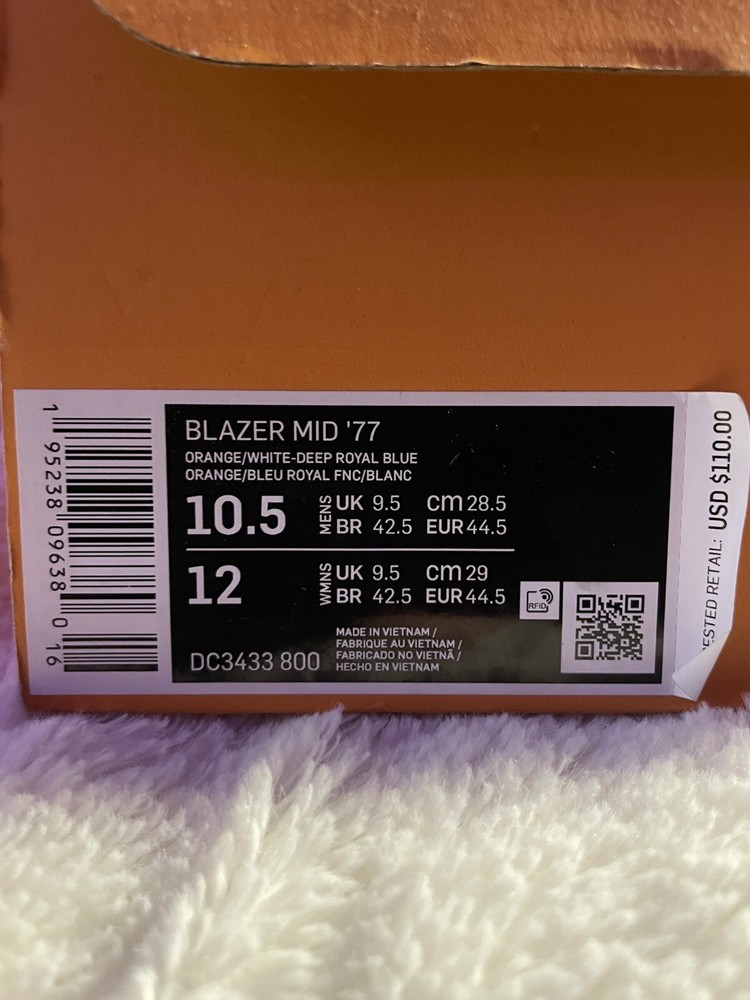 BLAZER MID '77
ORANGE/WHITE-DEEP ROYAL BLUE
ORANGE/BLEU ROYAL FNC/BLANC
10.5 MENS UK 9.5 cm 28.5
BR 42.5 EUR 44.5
12 WMNS UK 9.5 cm 29
BR 42.5 EUR 44.5
RFID
DC3433 800
MADE IN VIETNAM /
FABRIQUE AU VIETNAM /
FABRICADO NO VIETNÃ /
HECHO EN VIETNAM
1 95238 09638 0 16
ESTED RETAIL: USD $110.00